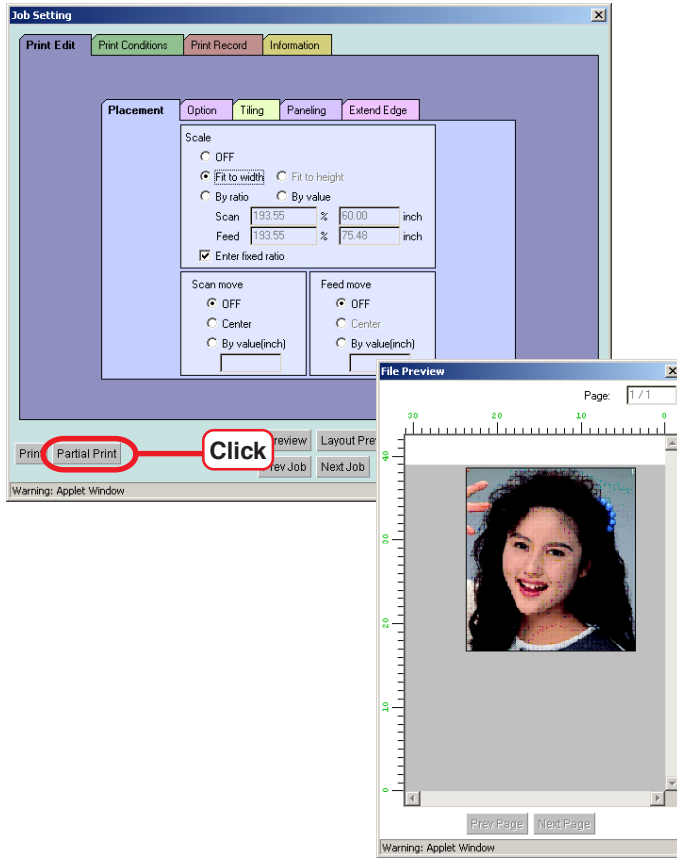 Job Setting
Print Edit Print Conditions Print Record Information
Placement Option Tiling Paneling Extend Edge
Scale
OFF
Fit to width Fit to height
By ratio By value
Scan 193.55 % 60.00 inch
Feed 193.55 % 75.48 inch
Enter fixed ratio
Scan move Feed move
OFF OFF
Center Center
By value(inch) By value(inch)
Print Partial Print Click review Layout Pre
rev Job Next Job
Warning: Applet Window
File Preview
Page: 1 / 1
30 20 10 0
40
30
20
10
0
Prev Page Next Page
Warning: Applet Window